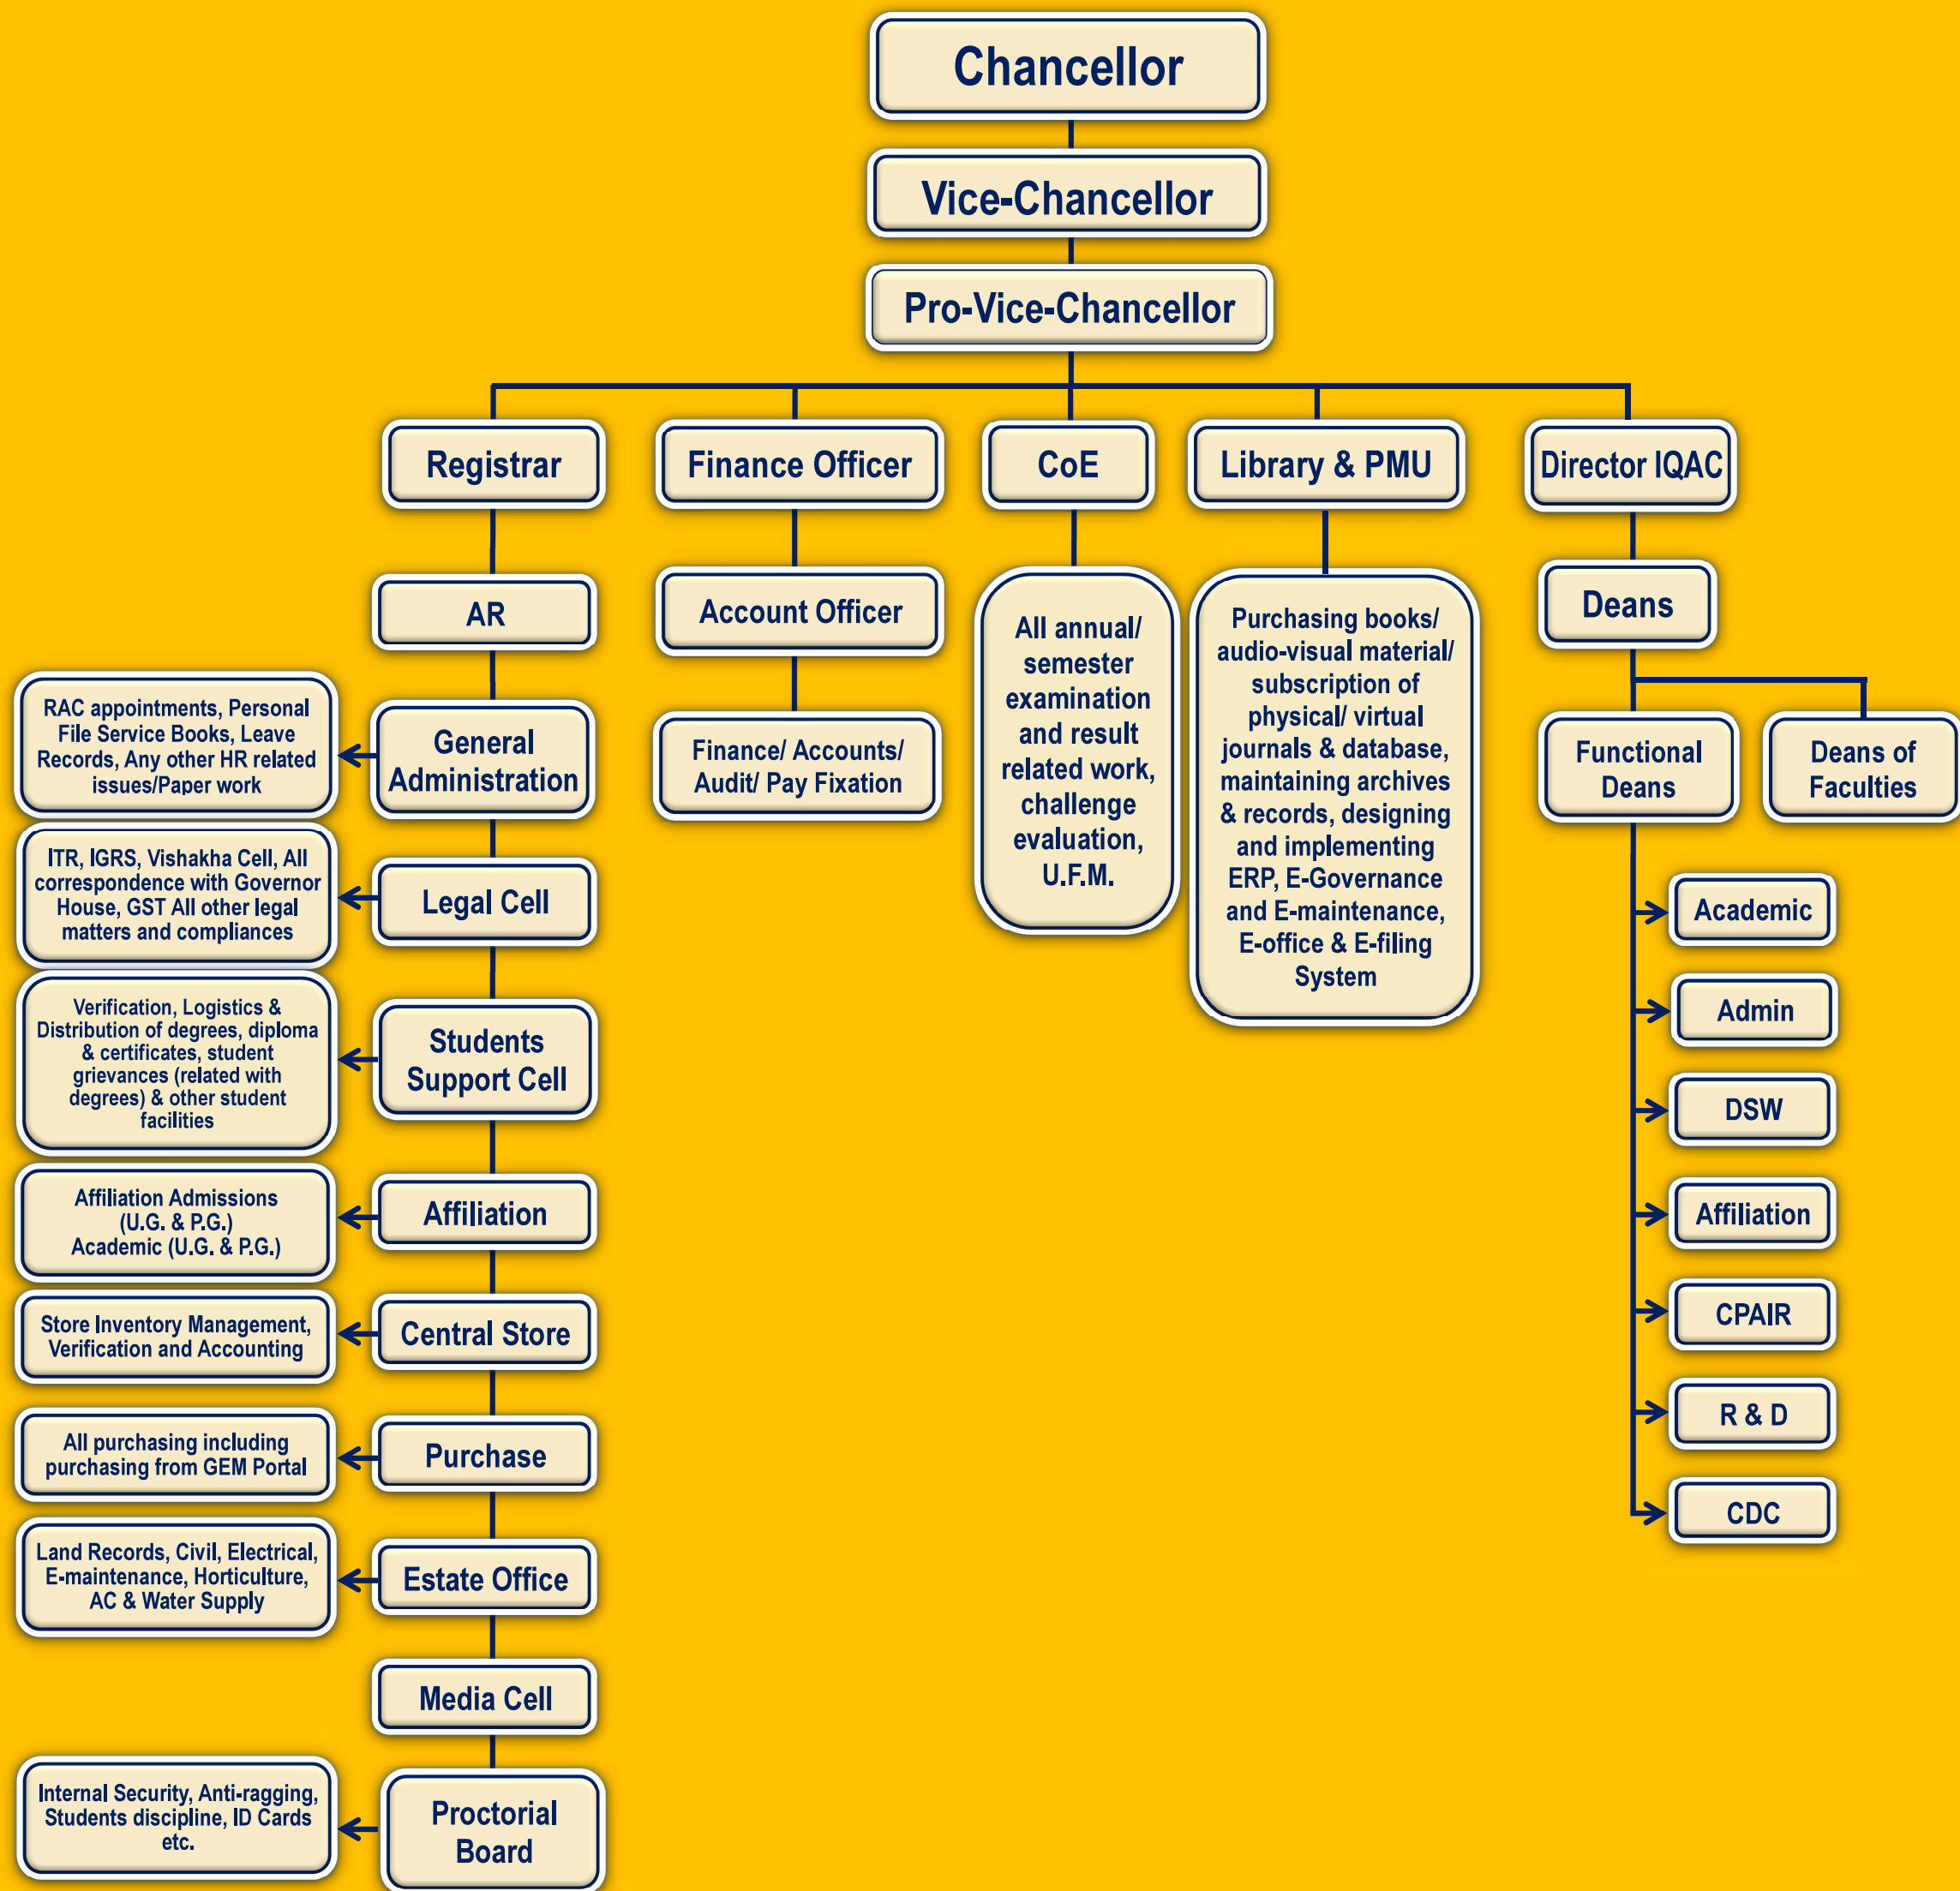 Chancellor
Vice-Chancellor
Pro-Vice-Chancellor
Registrar
Finance Officer
CoE
Library & PMU
Director IQAC
AR
General
Administration
RAC appointments, Personal
File Service Books, Leave
Records, Any other HR related
issues/Paper work
Legal Cell
ITR, IGRS, Vishakha Cell, All
correspondence with Governor
House, GST All other legal
matters and compliances
Students
Support Cell
Verification, Logistics &
Distribution of degrees, diploma
& certificates, student
grievances (related with
degrees) & other student
facilities
Affiliation
Affiliation Admissions
(U.G. & P.G.)
Academic (U.G. & P.G.)
Central Store
Store Inventory Management,
Verification and Accounting
Purchase
All purchasing including
purchasing from GEM Portal
Estate Office
Land Records, Civil, Electrical,
E-maintenance, Horticulture,
AC & Water Supply
Media Cell
Proctorial
Board
Internal Security, Anti-ragging,
Students discipline, ID Cards
etc.
Account Officer
Finance/ Accounts/
Audit/ Pay Fixation
All annual/
semester
examination
and result
related work,
challenge
evaluation,
U.F.M.
Purchasing books/
audio-visual material/
subscription of
physical/ virtual
journals & database,
maintaining archives
& records, designing
and implementing
ERP, E-Governance
and E-maintenance,
E-office & E-filing
System
Deans
Functional
Deans
Deans of
Faculties
Academic
Admin
DSW
Affiliation
CPAIR
R & D
CDC